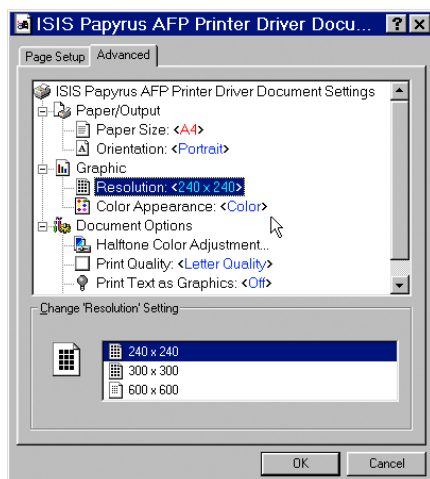 ISIS Papyrus AFP Printer Driver Docu...
Page Setup Advanced
ISIS Papyrus AFP Printer Driver Document Settings
Paper/Output
Paper Size: <A4>
Orientation: <Portrait>
Graphic
Resolution: <240 x 240>
Color Appearance: <Color>
Document Options
Halftone Color Adjustment...
Print Quality: <Letter Quality>
Print Text as Graphics: <Off>
Change 'Resolution' Setting
240 x 240
300 x 300
600 x 600
OK Cancel